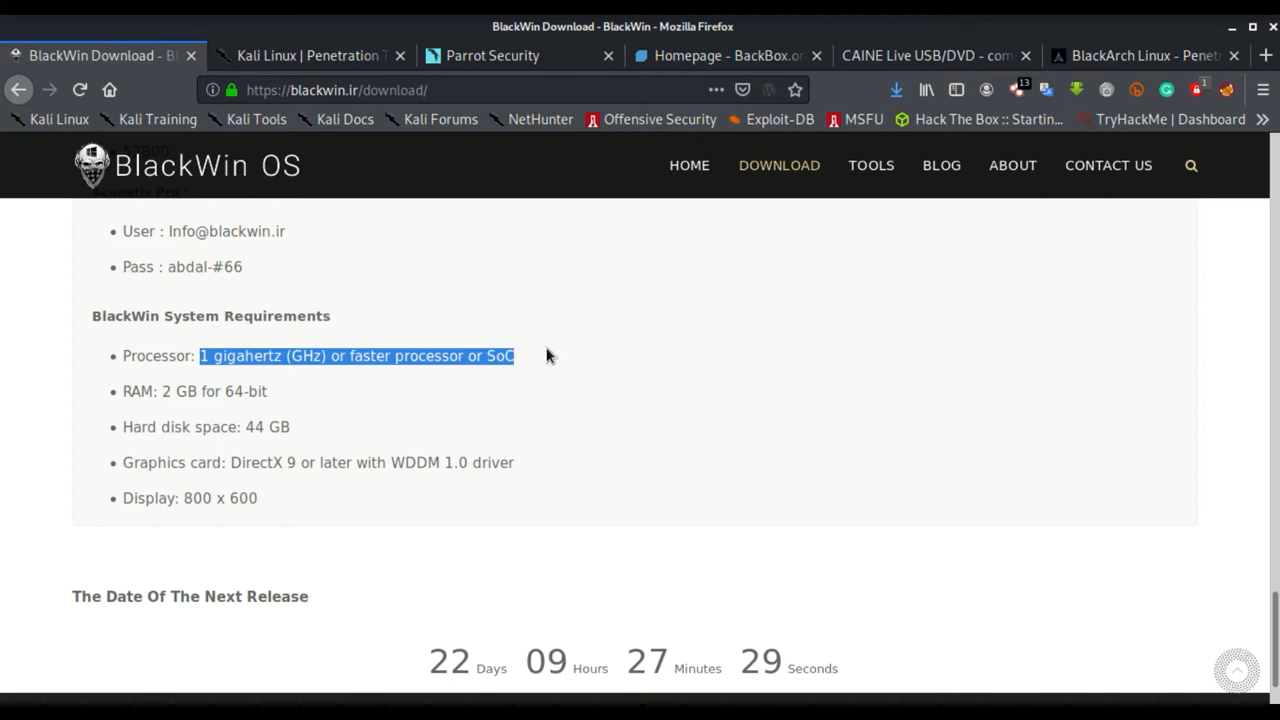 BlackWin Download - BlackWin - Mozilla Firefox
BlackWin Download - Bl
Kali Linux | Penetration T
Parrot Security
Homepage - BackBox.or
CAINE Live USB/DVD - com
BlackArch Linux - Penet
https://blackwin.ir/download/
13
1
Kali Linux
Kali Training
Kali Tools
Kali Docs
Kali Forums
NetHunter
Offensive Security
Exploit-DB
MSFU
Hack The Box :: Startin...
TryHackMe | Dashboard
BlackWin OS
HOME
DOWNLOAD
TOOLS
BLOG
ABOUT
CONTACT US
Acunetix Pro :
• User : Info@blackwin.ir
• Pass : abdal-#66
BlackWin System Requirements
• Processor: 1 gigahertz (GHz) or faster processor or SoC
• RAM: 2 GB for 64-bit
• Hard disk space: 44 GB
• Graphics card: DirectX 9 or later with WDDM 1.0 driver
• Display: 800 x 600
The Date Of The Next Release
22 Days 09 Hours 27 Minutes 29 Seconds